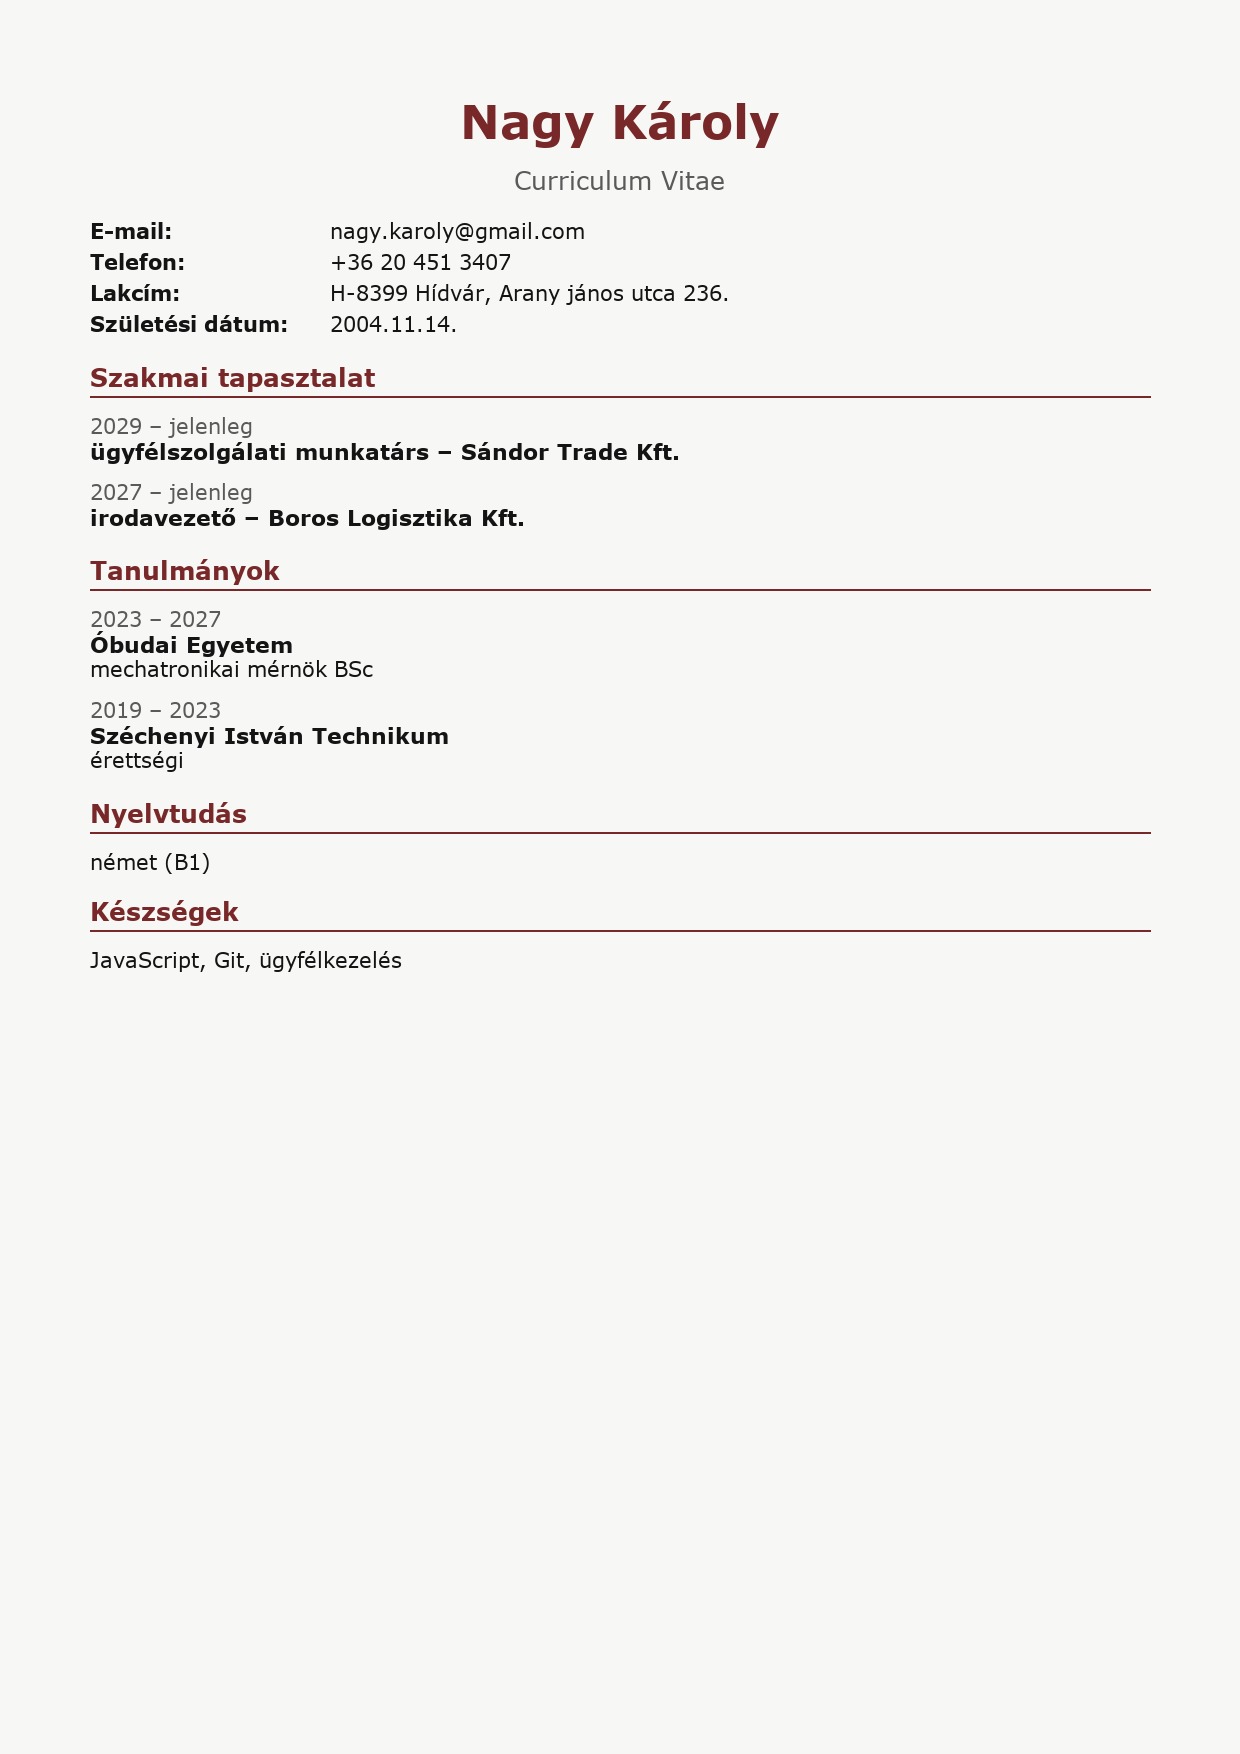 Nagy Károly
Curriculum Vitae
E-mail: nagy.karoly@gmail.com
Telefon: +36 20 451 3407
Lakcím: H-8399 Hídvár, Arany jános utca 236.
Születési dátum: 2004.11.14.
Szakmai tapasztalat
2029 – jelenleg
ügyfélszolgálati munkatárs – Sándor Trade Kft.
2027 – jelenleg
irodavezető – Boros Logisztika Kft.
Tanulmányok
2023 – 2027
Óbudai Egyetem
mechatronikai mérnök BSc
2019 – 2023
Széchenyi István Technikum
érettségi
Nyelvtudás
német (B1)
Készségek
JavaScript, Git, ügyfélkezelés